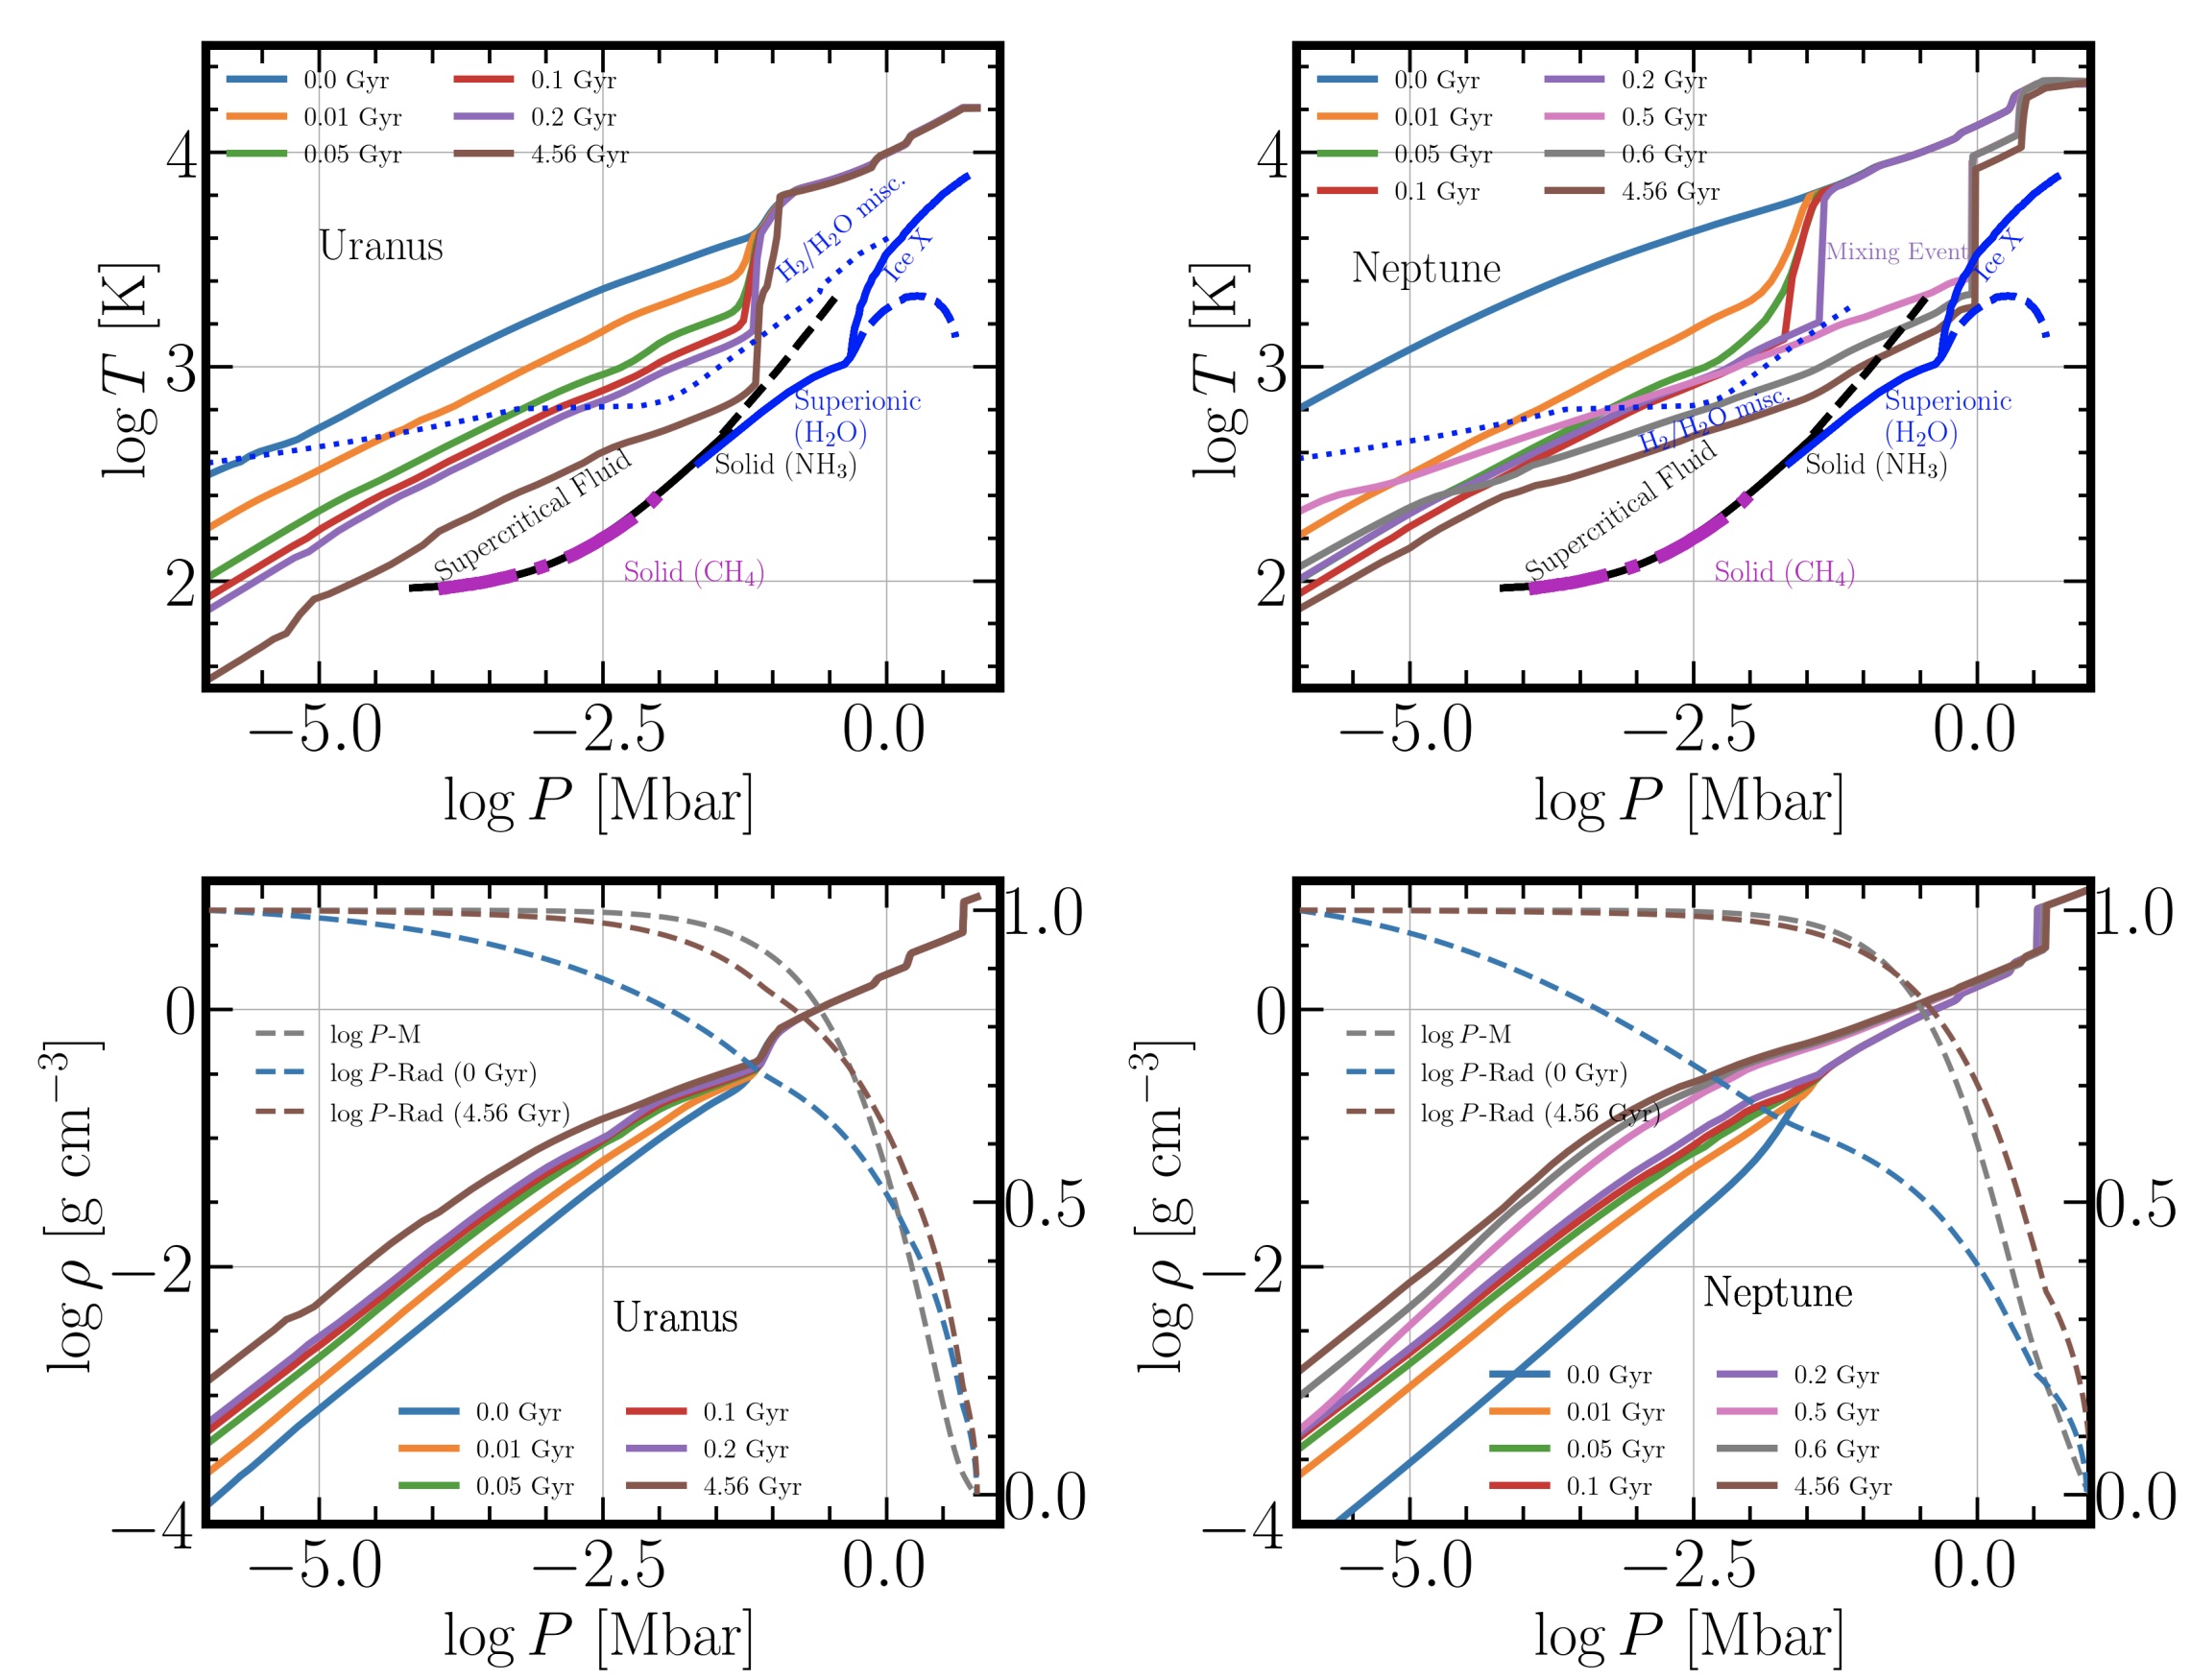 0.0 Gyr
0.01 Gyr
0.05 Gyr
0.1 Gyr
0.2 Gyr
4.56 Gyr
Uranus
H₂/H₂O misc.
Ice X
Superionic
(H₂O)
Solid (NH₃)
Supercritical Fluid
Solid (CH₄)
4
3
2
log T [K]
−5.0
−2.5
0.0
log P [Mbar]
0.0 Gyr
0.01 Gyr
0.05 Gyr
0.1 Gyr
0.2 Gyr
0.5 Gyr
0.6 Gyr
4.56 Gyr
Neptune
Mixing Event
Ice X
H₂/H₂O misc.
Superionic
(H₂O)
Solid (NH₃)
Supercritical Fluid
Solid (CH₄)
4
3
2
log T [K]
−5.0
−2.5
0.0
log P [Mbar]
log P-M
log P-Rad (0 Gyr)
log P-Rad (4.56 Gyr)
Uranus
0.0 Gyr
0.01 Gyr
0.05 Gyr
0.1 Gyr
0.2 Gyr
4.56 Gyr
0
−2
−4
log ρ [g cm⁻³]
1.0
0.5
0.0
−5.0
−2.5
0.0
log P [Mbar]
log P-M
log P-Rad (0 Gyr)
log P-Rad (4.56 Gyr)
Neptune
0.0 Gyr
0.01 Gyr
0.05 Gyr
0.1 Gyr
0.2 Gyr
0.5 Gyr
0.6 Gyr
4.56 Gyr
0
−2
−4
log ρ [g cm⁻³]
1.0
0.5
0.0
−5.0
−2.5
0.0
log P [Mbar]